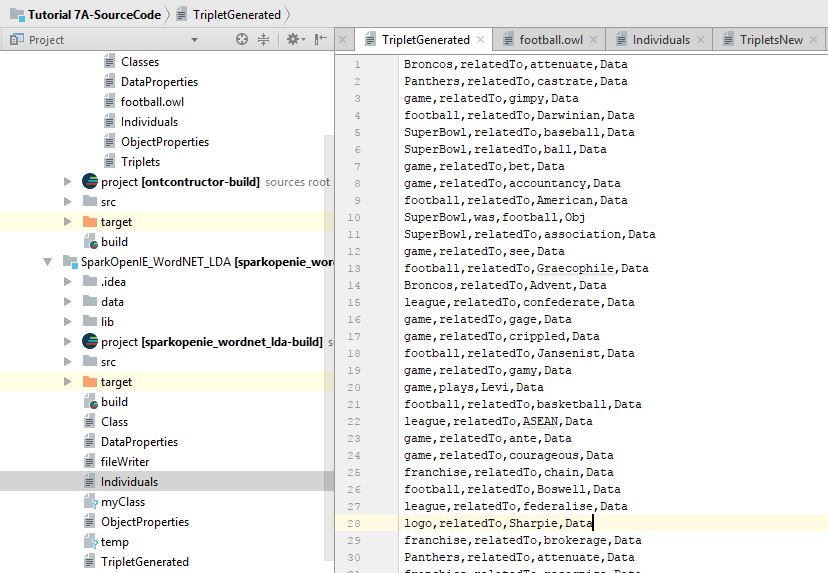 Tutorial 7A-SourceCode TripletGenerated
Project
TripletGenerated football.owl Individuals TripletsNew
Classes
DataProperties
football.owl
Individuals
ObjectProperties
Triplets
project [ontcontructor-build] sources root
src
target
build
SparkOpenIE_WordNET_LDA [sparkopenie_wor
.idea
data
lib
project [sparkopenie_wordnet_lda-build] s
src
target
build
Class
DataProperties
fileWriter
Individuals
myClass
ObjectProperties
temp
TripletGenerated
1 Broncos,relatedTo,attenuate,Data
2 Panthers,relatedTo,castrate,Data
3 game,relatedTo,gimpy,Data
4 football,relatedTo,Darwinian,Data
5 SuperBowl,relatedTo,baseball,Data
6 SuperBowl,relatedTo,ball,Data
7 game,relatedTo,bet,Data
8 game,relatedTo,accountancy,Data
9 football,relatedTo,American,Data
10 SuperBowl,was,football,Obj
11 SuperBowl,relatedTo,association,Data
12 game,relatedTo,see,Data
13 football,relatedTo,Graecophile,Data
14 Broncos,relatedTo,Advent,Data
15 league,relatedTo,confederate,Data
16 game,relatedTo,gage,Data
17 game,relatedTo,crippled,Data
18 football,relatedTo,Jansenist,Data
19 game,relatedTo,gamy,Data
20 game,plays,Levi,Data
21 football,relatedTo,basketball,Data
22 league,relatedTo,ASEAN,Data
23 game,relatedTo,ante,Data
24 game,relatedTo,courageous,Data
25 franchise,relatedTo,chain,Data
26 football,relatedTo,Boswell,Data
27 league,relatedTo,federalise,Data
28 logo,relatedTo,Sharpie,Data
29 franchise,relatedTo,brokerage,Data
30 Panthers,relatedTo,attenuate,Data